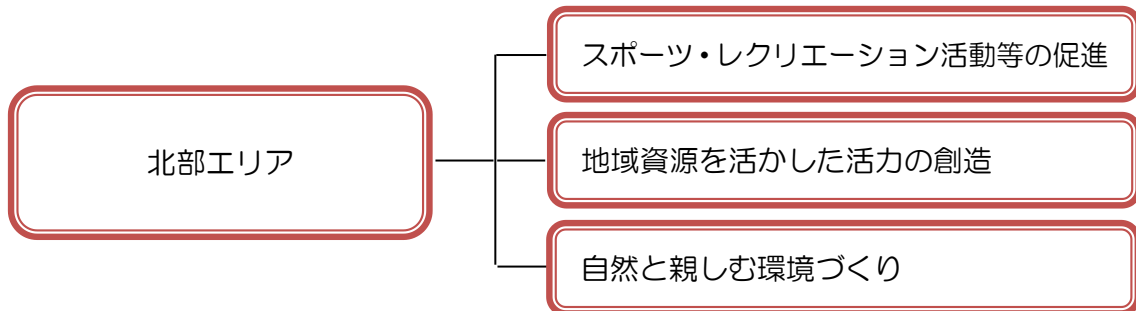 北部エリア
スポーツ・レクリエーション活動等の促進
地域資源を活かした活力の創造
自然と親しむ環境づくり